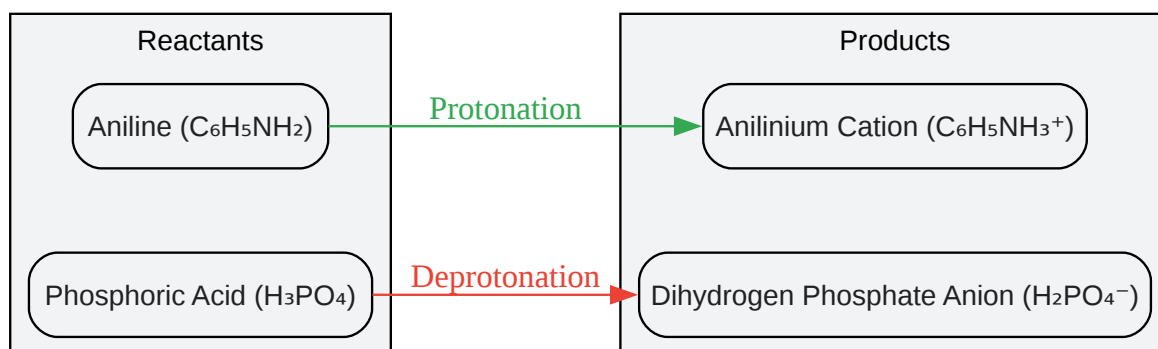 Reactants
Products
Aniline (C₆H₅NH₂)
Protonation
Anilinium Cation (C₆H₅NH₃⁺)
Phosphoric Acid (H₃PO₄)
Deprotonation
Dihydrogen Phosphate Anion (H₂PO₄⁻)